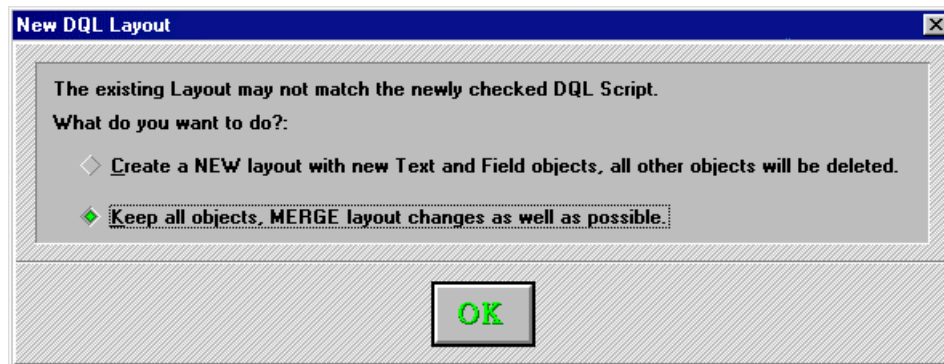 New DQL Layout
The existing Layout may not match the newly checked DQL Script.
What do you want to do?:
Create a NEW layout with new Text and Field objects, all other objects will be deleted.
Keep all objects, MERGE layout changes as well as possible.
OK